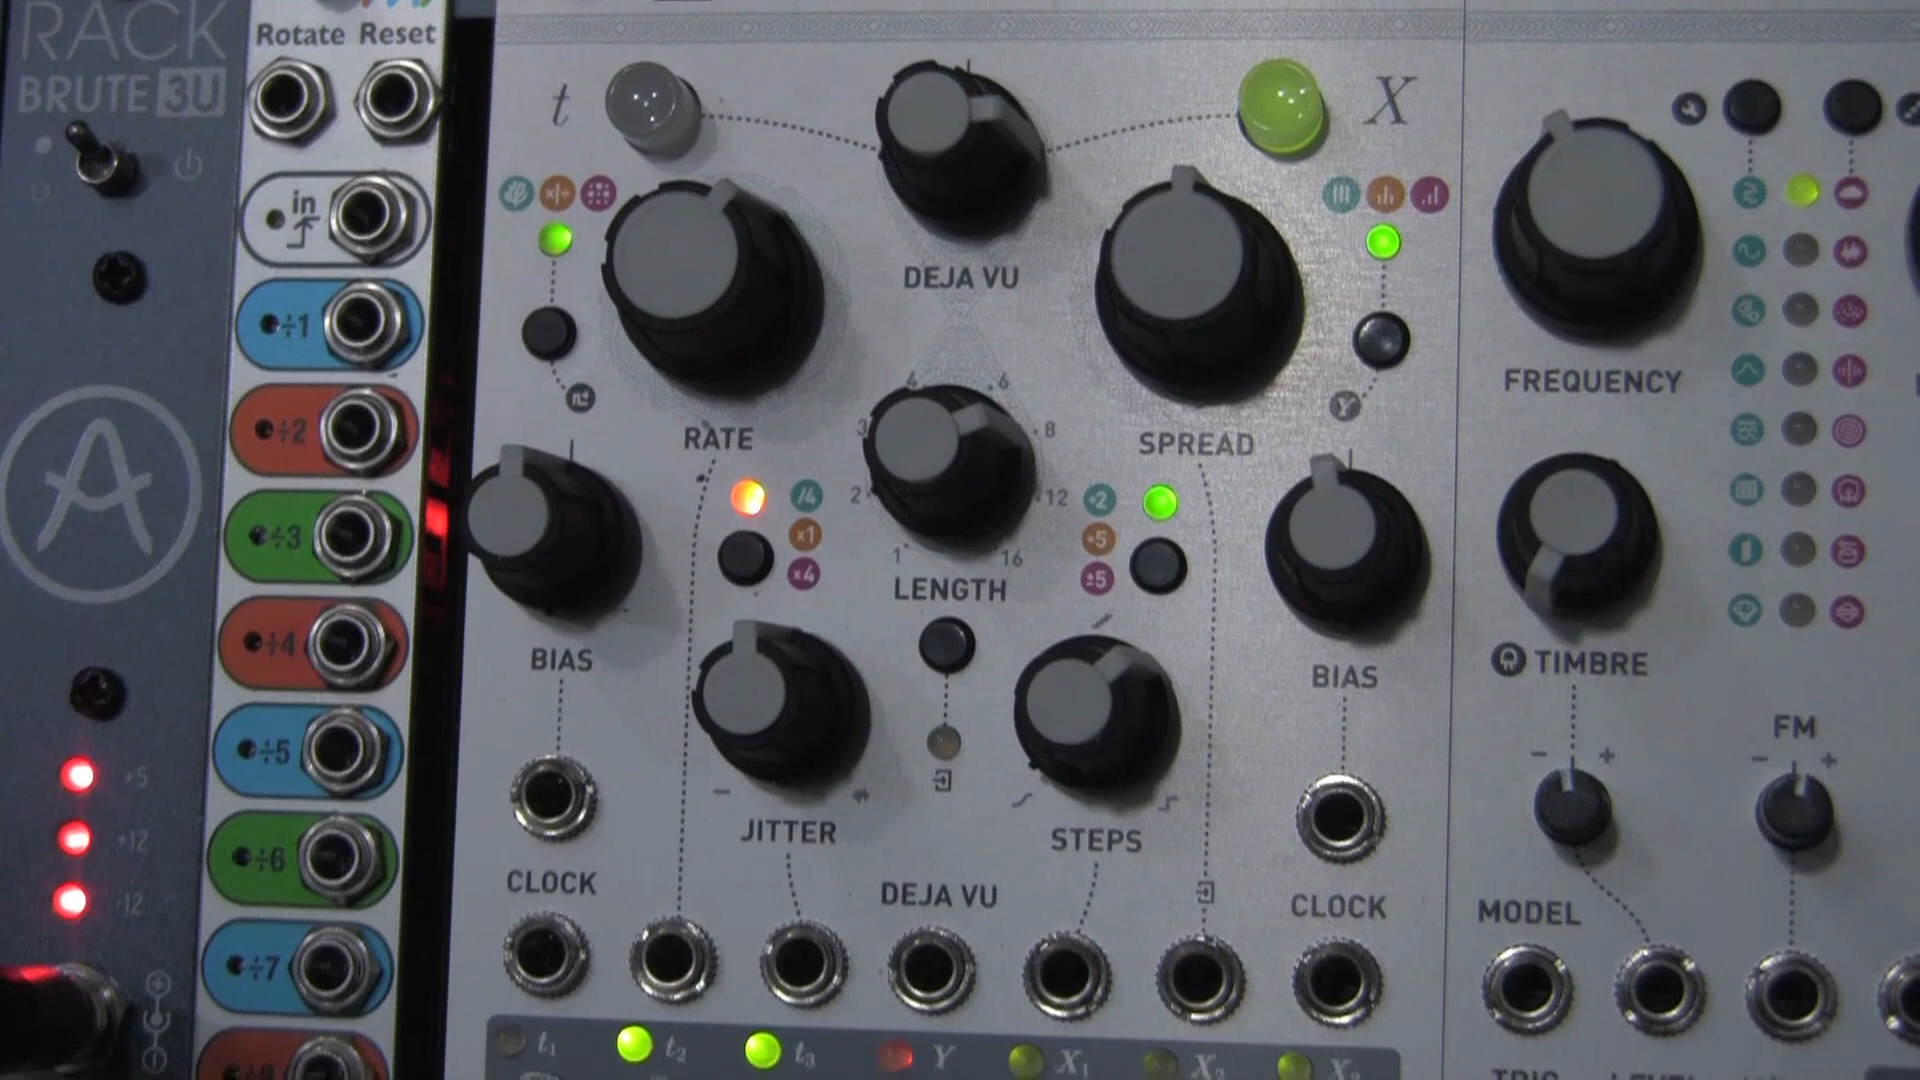 RACK
BRUTE 3U
+5
+12
-12
Rotate Reset
in
÷1
÷2
÷3
÷4
÷5
÷6
÷7
t
X
DEJA VU
RATE
SPREAD
/4
x1
x4
+2
+5
±5
Y
1
2
3
4
6
8
12
16
LENGTH
BIAS
BIAS
JITTER
STEPS
CLOCK
DEJA VU
CLOCK
t₁
t₂
t₃
Y
X₁
X₂
FREQUENCY
TIMBRE
FM
- +
- +
MODEL
TRIG
LEVEL